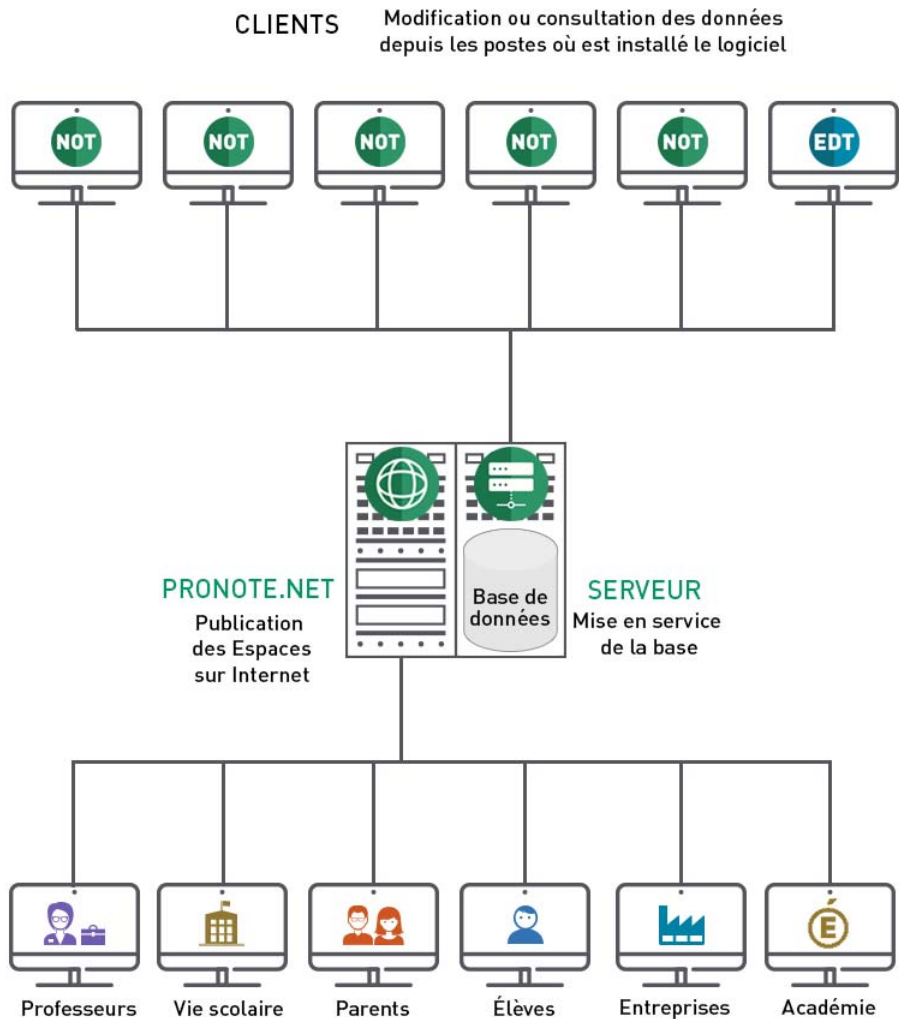 CLIENTS
Modification ou consultation des données
depuis les postes où est installé le logiciel
NOT
NOT
NOT
NOT
NOT
EDT
PRONOTE.NET
Publication
des Espaces
sur Internet
Base de
données
SERVEUR
Mise en service
de la base
É
Professeurs
Vie scolaire
Parents
Élèves
Entreprises
Académie